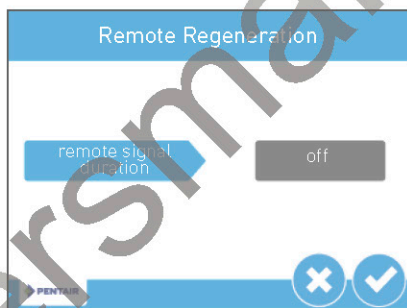 Remote Regeneration
remote signal
duration
off
PENTAIR